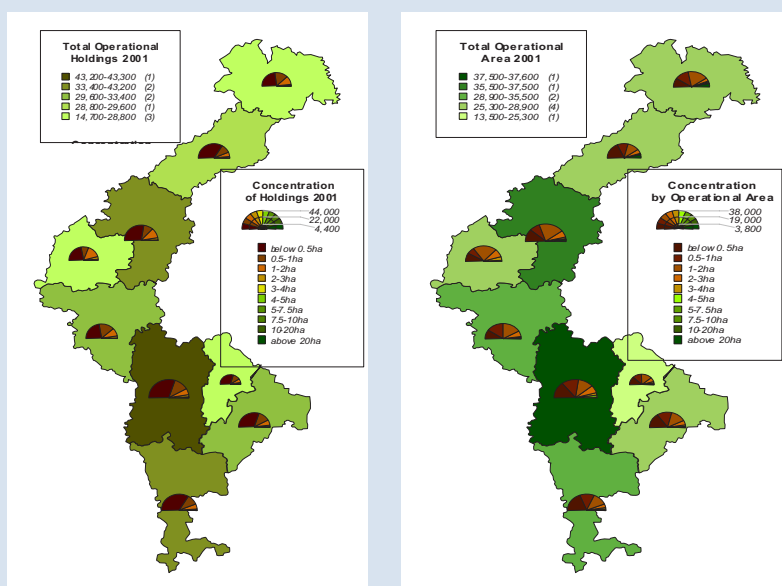 Total Operational
Holdings 2001
43,200-43,300 (1)
33,400-43,200 (2)
29,600-33,400 (2)
28,800-29,600 (1)
14,700-28,800 (3)
Concentration
of Holdings 2001
44,000
22,000
4,400
below 0.5ha
0.5-1ha
1-2ha
2-3ha
3-4ha
4-5ha
5-7.5ha
7.5-10ha
10-20ha
above 20ha
Total Operational
Area 2001
37,500-37,600 (1)
35,500-37,500 (1)
28,900-35,500 (2)
25,300-28,900 (4)
13,500-25,300 (1)
Concentration
by Operational Area
38,000
19,000
3,800
below 0.5ha
0.5-1ha
1-2ha
2-3ha
3-4ha
4-5ha
5-7.5ha
7.5-10ha
10-20ha
above 20ha